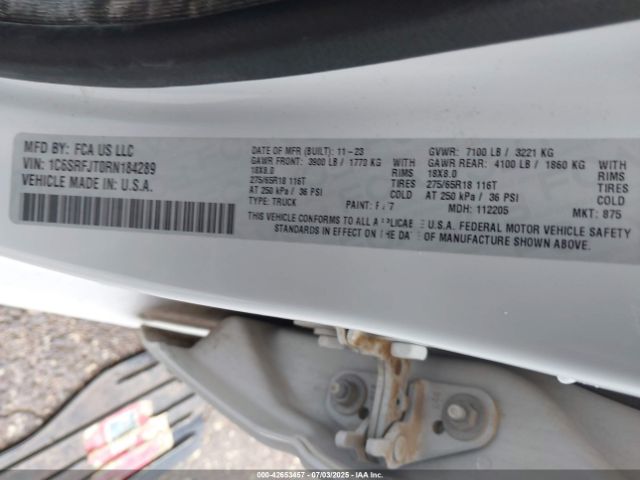 MFD BY: FCA US LLC
VIN: 1C6SRFJT0RN184289
VEHICLE MADE IN U.S.A.
DATE OF MFR (BUILT): 11-23 GVWR: 7100 LB / 3221 KG
GAWR FRONT: 3900 LB / 1770 KG GAWR REAR: 4100 LB / 1860 KG
18X8.0 RIMS 18X8.0 RIMS
275/65R18 116T TIRES 275/65R18 116T TIRES
AT 250 kPa / 36 PSI COLD AT 250 kPa / 36 PSI COLD
TYPE: TRUCK PAINT: MDH: 112205 MKT: 875
THIS VEHICLE CONFORMS TO ALL U.S.A. FEDERAL MOTOR VEHICLE SAFETY
STANDARDS IN EFFECT ON THE OF MANUFACTURE SHOWN ABOVE.
© IAAI 000-42653457 - 07/03/2025 - IAAI.COM